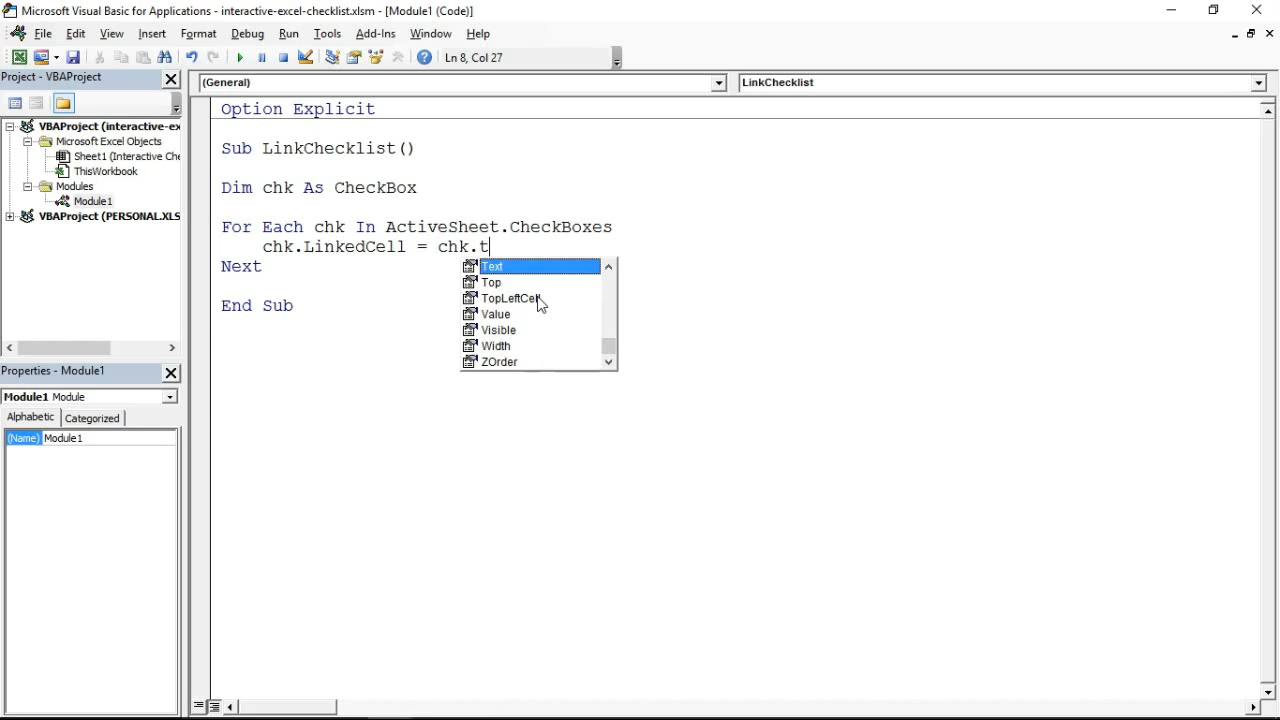 Microsoft Visual Basic for Applications - interactive-excel-checklist.xlsm - [Module1 (Code)]
File Edit View Insert Format Debug Run Tools Add-Ins Window Help
Ln 8, Col 27
Project - VBAProject
(General)
LinkChecklist
VBAProject (interactive-ex
Microsoft Excel Objects
Sheet1 (Interactive Che
ThisWorkbook
Modules
Module1
VBAProject (PERSONAL.XLS
Properties - Module1
Module1 Module
Alphabetic Categorized
(Name) Module1
Option Explicit
Sub LinkChecklist()
Dim chk As CheckBox
For Each chk In ActiveSheet.CheckBoxes
chk.LinkedCell = chk.t
Next
End Sub
Text
Top
TopLeftCell
Value
Visible
Width
ZOrder